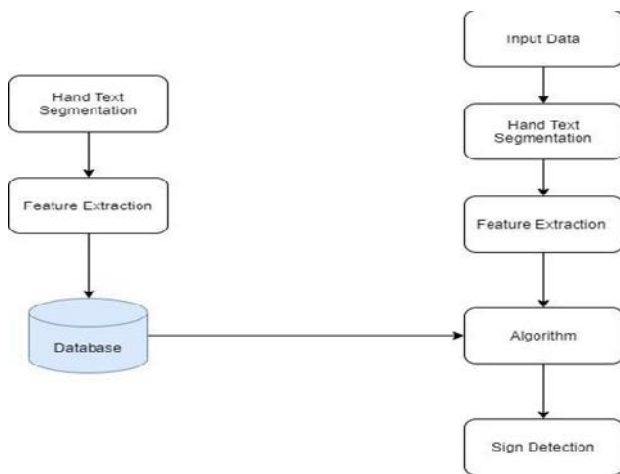 Hand Text
Segmentation
Feature Extraction
Database
Input Data
Hand Text
Segmentation
Feature Extraction
Algorithm
Sign Detection